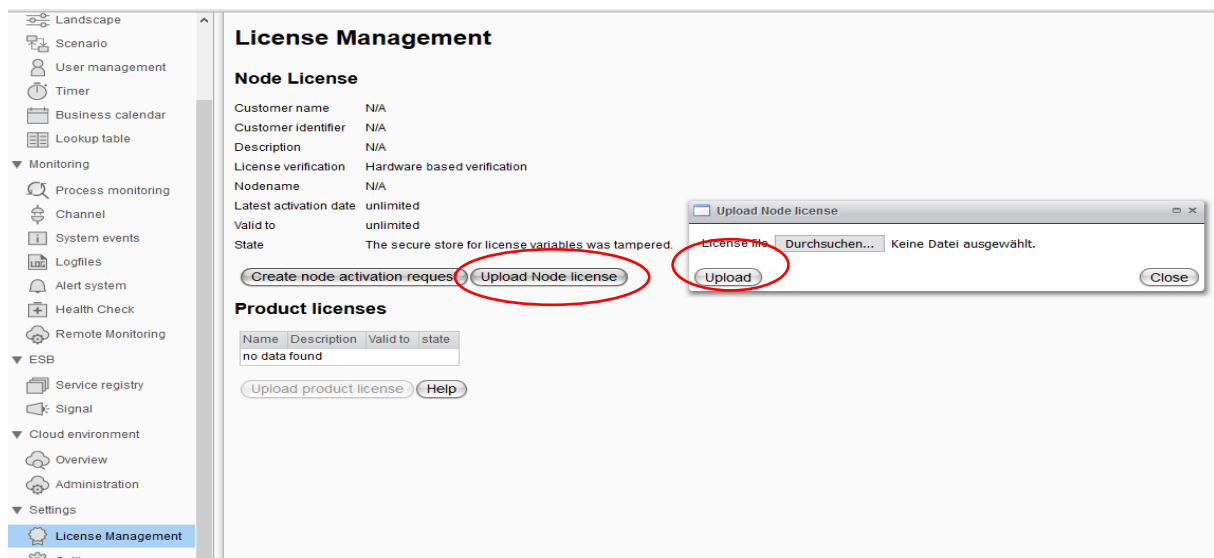 Landscape
Scenario
User management
Timer
Business calendar
Lookup table
Monitoring
Process monitoring
Channel
System events
LOG Logfiles
Alert system
Health Check
Remote Monitoring
ESB
Service registry
Signal
Cloud environment
Overview
Administration
Settings
License Management
License Management
Node License
Customer name N/A
Customer identifier N/A
Description N/A
License verification Hardware based verification
Nodename N/A
Latest activation date unlimited
Valid to unlimited
State The secure store for license variables was tampered.
Create node activation request Upload Node license
Product licenses
Name Description Valid to state
no data found
Upload product license Help
Upload Node license
License file Durchsuchen... Keine Datei ausgewählt.
Upload Close